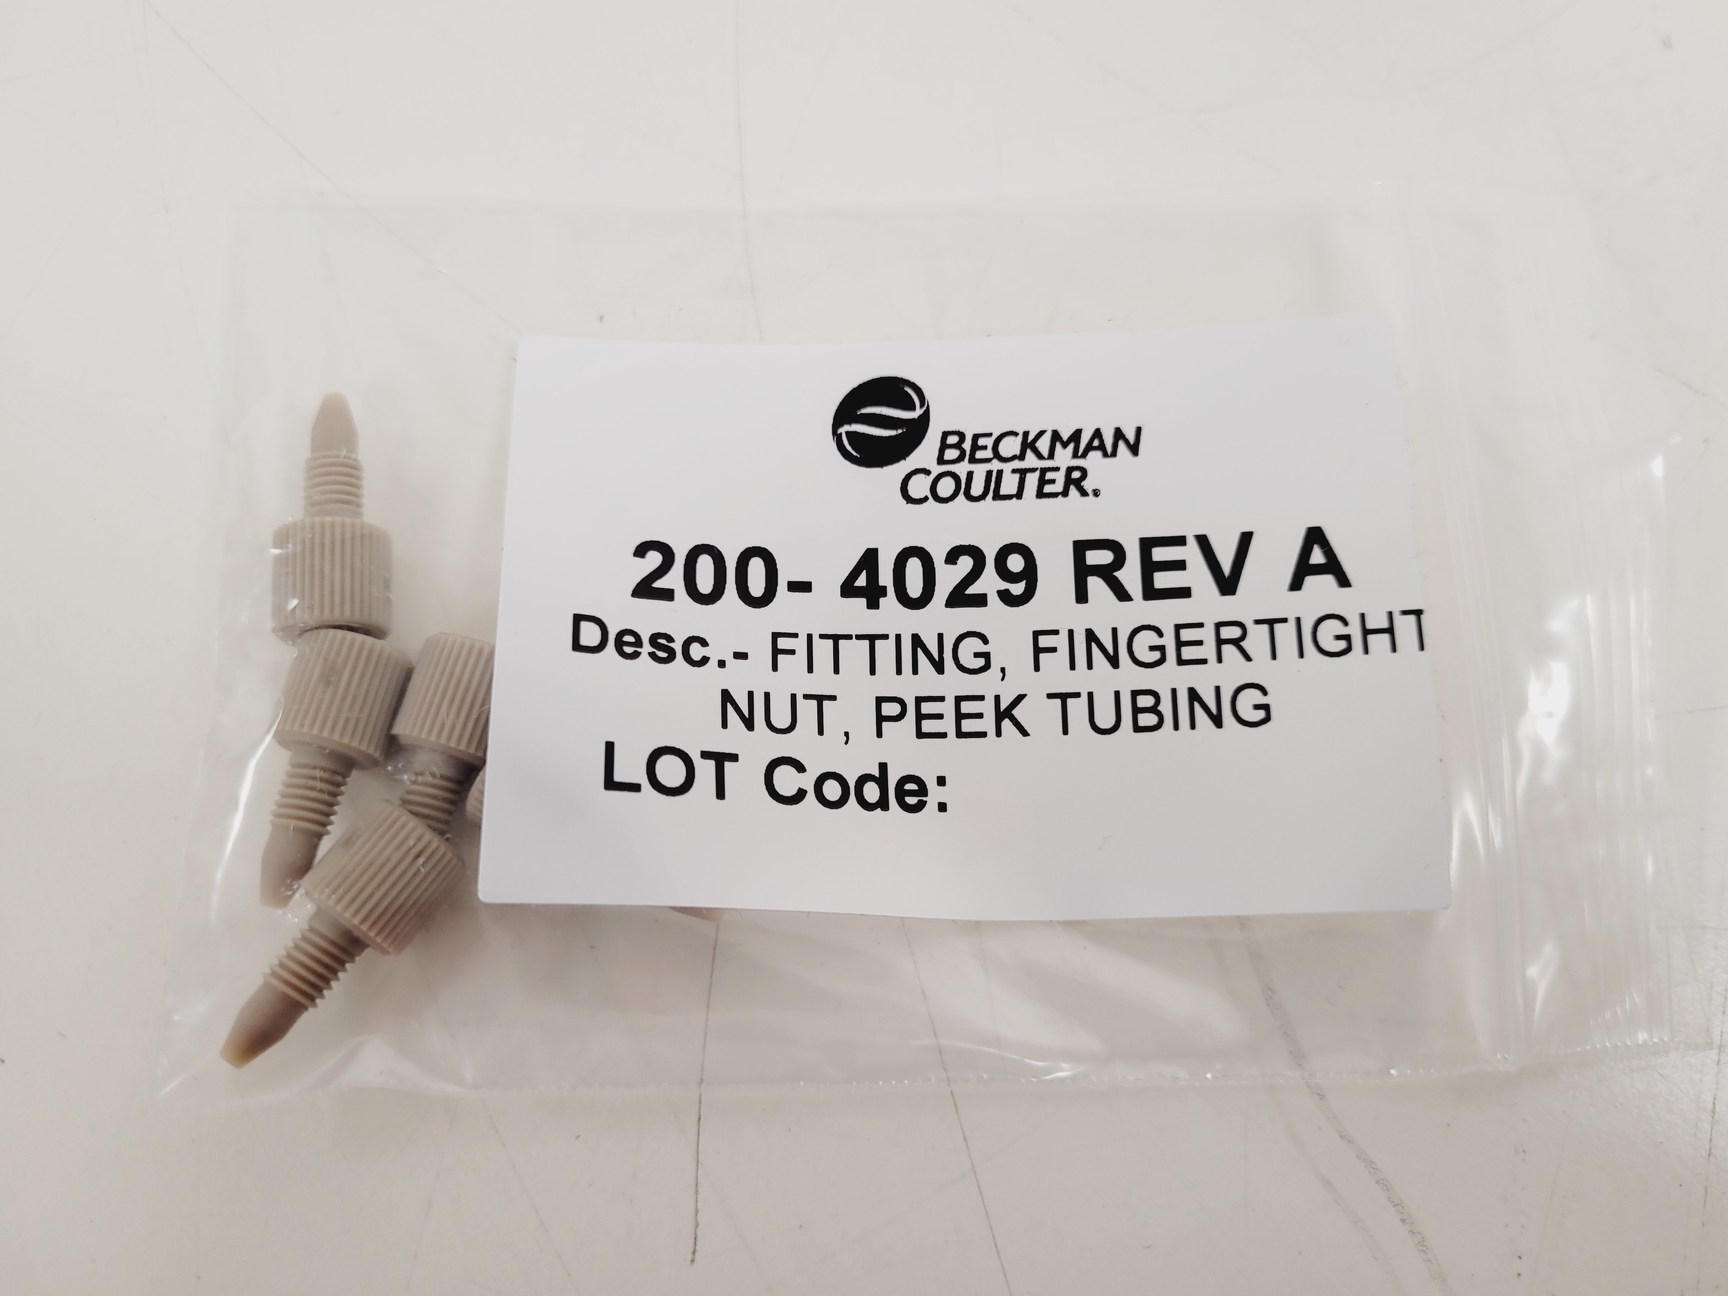 BECKMAN
COULTER®
200- 4029 REV A
Desc.- FITTING, FINGERTIGHT
NUT, PEEK TUBING
LOT Code: